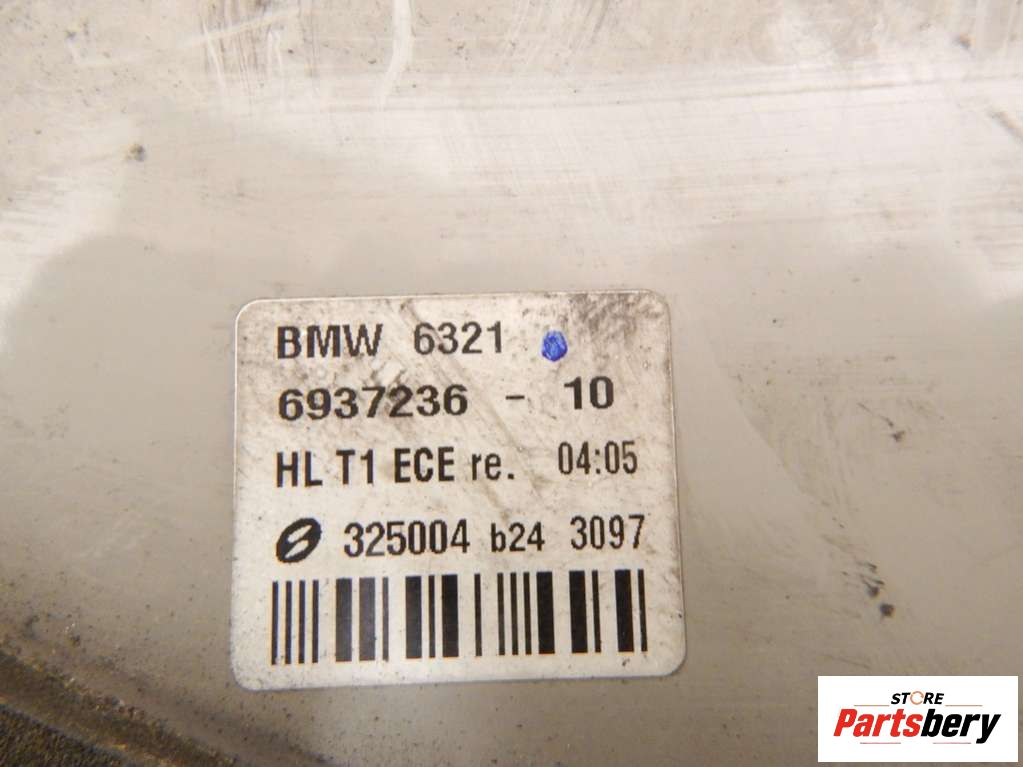 BMW 6321
6937236 - 10
HL T1 ECE re. 04:05
325004 b24 3097
STORE
Partsbery